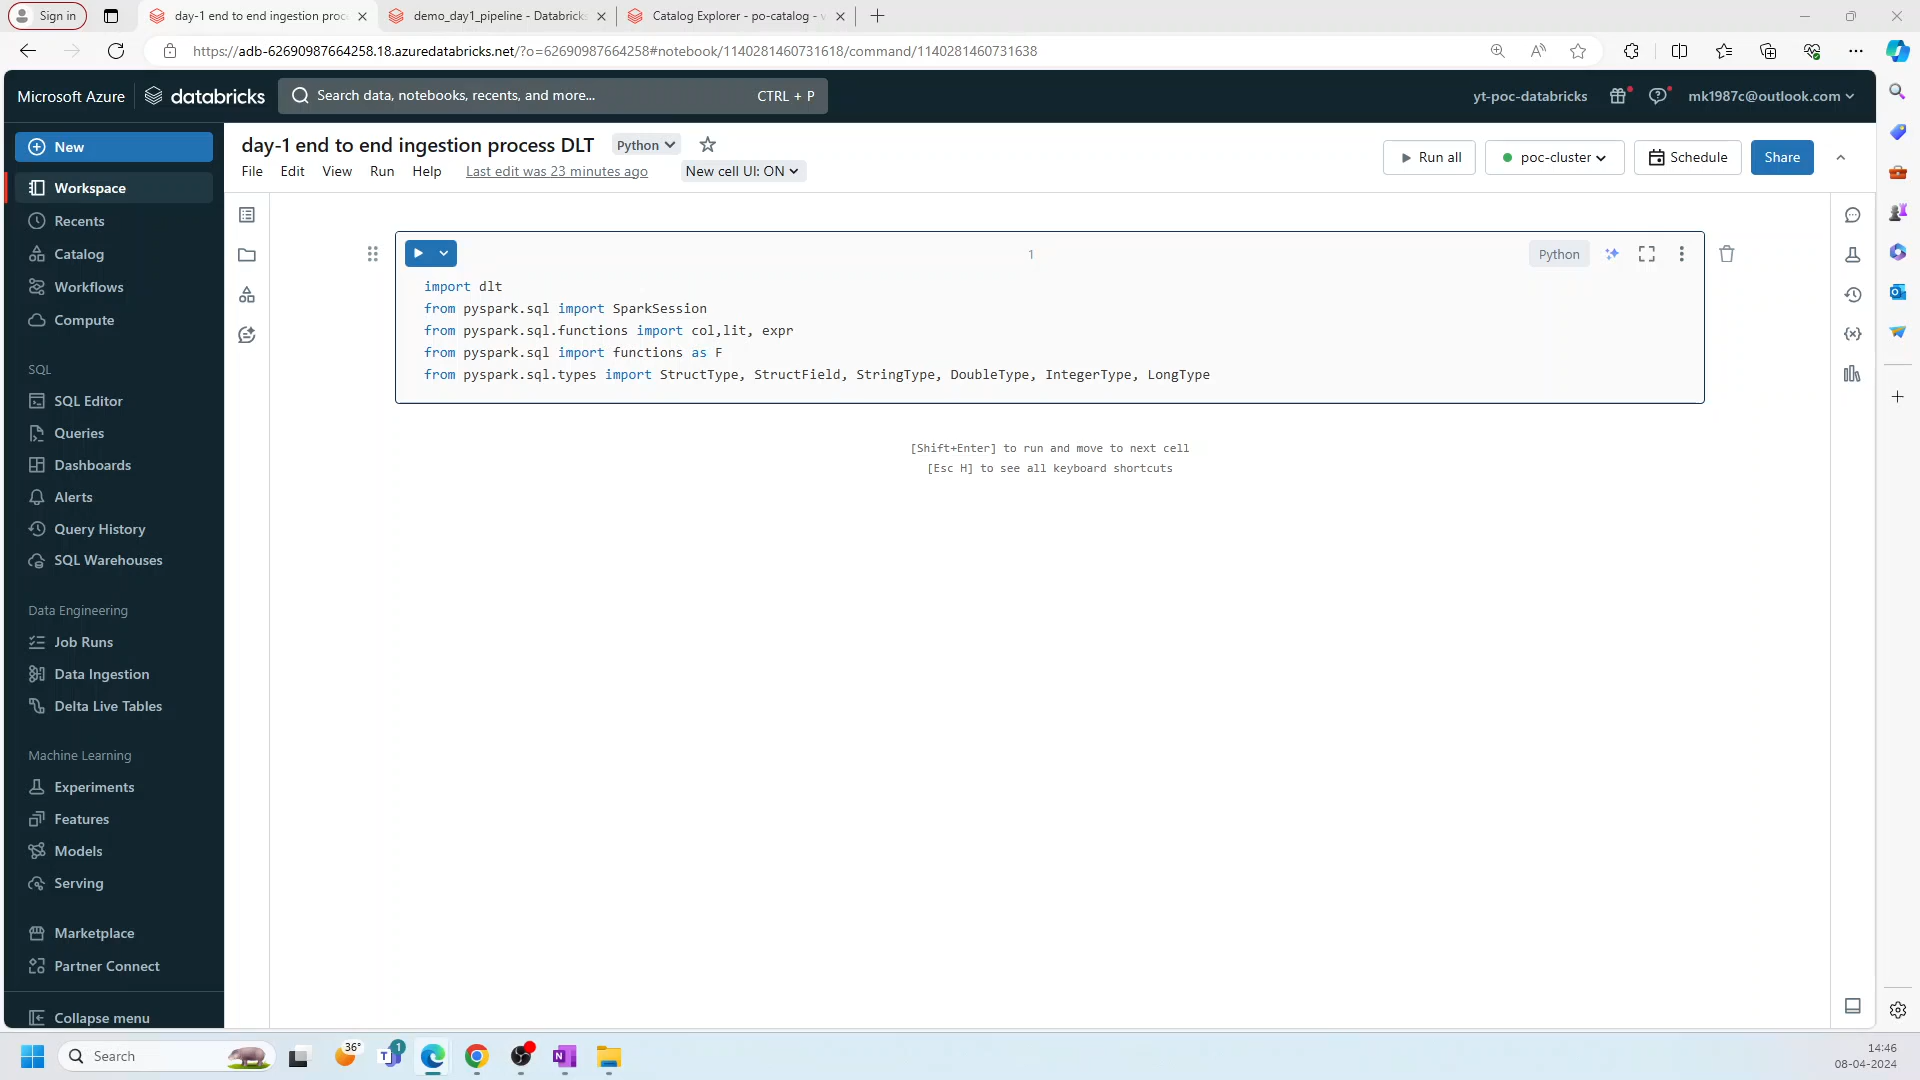 Sign in
day-1 end to end ingestion proc
demo_day1_pipeline - Databricks
Catalog Explorer - po-catalog -
https://adb-62690987664258.18.azuredatabricks.net/?o=62690987664258#notebook/1140281460731618/command/1140281460731638
Microsoft Azure
databricks
Search data, notebooks, recents, and more...
CTRL + P
yt-poc-databricks
mk1987c@outlook.com
New
Workspace
Recents
Catalog
Workflows
Compute
SQL
SQL Editor
Queries
Dashboards
Alerts
Query History
SQL Warehouses
Data Engineering
Job Runs
Data Ingestion
Delta Live Tables
Machine Learning
Experiments
Features
Models
Serving
Marketplace
Partner Connect
Collapse menu
day-1 end to end ingestion process DLT
Python
File
Edit
View
Run
Help
Last edit was 23 minutes ago
New cell UI: ON
Run all
poc-cluster
Schedule
Share
1
Python
import dlt
from pyspark.sql import SparkSession
from pyspark.sql.functions import col,lit, expr
from pyspark.sql import functions as F
from pyspark.sql.types import StructType, StructField, StringType, DoubleType, IntegerType, LongType
[Shift+Enter] to run and move to next cell
[Esc H] to see all keyboard shortcuts
Search
36°
1
14:46
08-04-2024